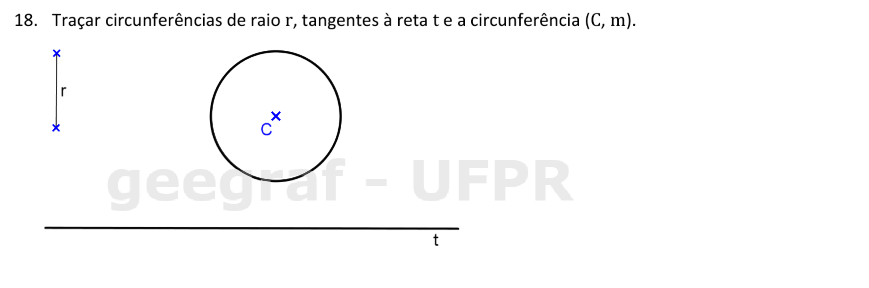 18. Traçar circunferências de raio r, tangentes à reta t e a circunferência (C, m).
r
C
geegraf - UFPR
t